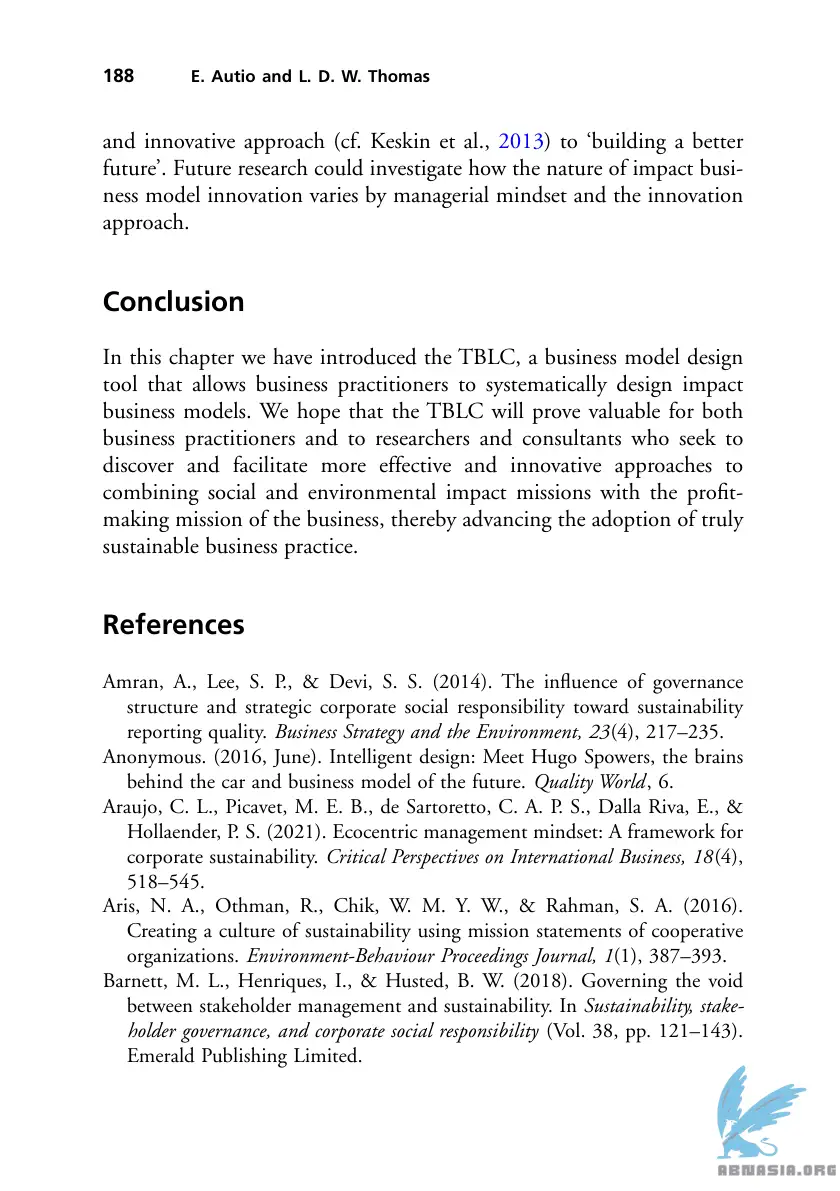 188 E. Autio and L. D. W. Thomas
and innovative approach (cf. Keskin et al., 2013) to ‘building a better
future’. Future research could investigate how the nature of impact busi-
ness model innovation varies by managerial mindset and the innovation
approach.
Conclusion
In this chapter we have introduced the TBLC, a business model design
tool that allows business practitioners to systematically design impact
business models. We hope that the TBLC will prove valuable for both
business practitioners and to researchers and consultants who seek to
discover and facilitate more effective and innovative approaches to
combining social and environmental impact missions with the profit-
making mission of the business, thereby advancing the adoption of truly
sustainable business practice.
References
Amran, A., Lee, S. P., & Devi, S. S. (2014). The influence of governance
structure and strategic corporate social responsibility toward sustainability
reporting quality. Business Strategy and the Environment, 23(4), 217–235.
Anonymous. (2016, June). Intelligent design: Meet Hugo Spowers, the brains
behind the car and business model of the future. Quality World, 6.
Araujo, C. L., Picavet, M. E. B., de Sartoretto, C. A. P. S., Dalla Riva, E., &
Hollaender, P. S. (2021). Ecocentric management mindset: A framework for
corporate sustainability. Critical Perspectives on International Business, 18(4),
518–545.
Aris, N. A., Othman, R., Chik, W. M. Y. W., & Rahman, S. A. (2016).
Creating a culture of sustainability using mission statements of cooperative
organizations. Environment-Behaviour Proceedings Journal, 1(1), 387–393.
Barnett, M. L., Henriques, I., & Husted, B. W. (2018). Governing the void
between stakeholder management and sustainability. In Sustainability, stake-
holder governance, and corporate social responsibility (Vol. 38, pp. 121–143).
Emerald Publishing Limited.
ABNASIA.ORG